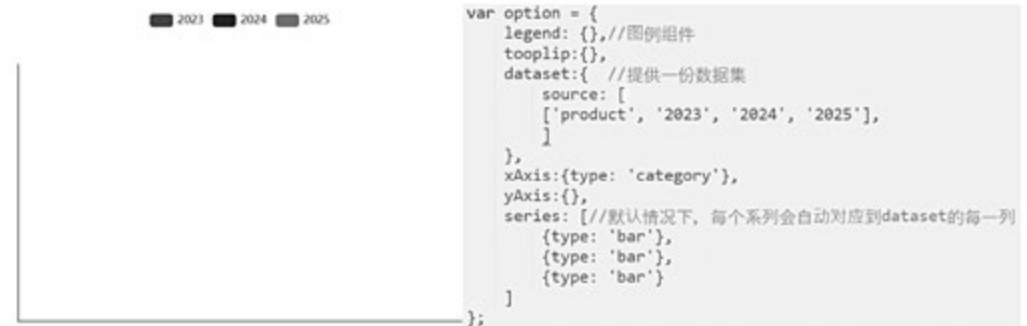 2023 2024 2025
var option = {
legend: {},//图例组件
tooplip:{},
dataset:{ //提供一份数据集
source: [
['product', '2023', '2024', '2025'],
]
},
xAxis:{type: 'category'},
yAxis:{},
series: [//默认情况下，每个系列会自动对应到dataset的每一列
{type: 'bar'},
{type: 'bar'},
{type: 'bar'}
]
};